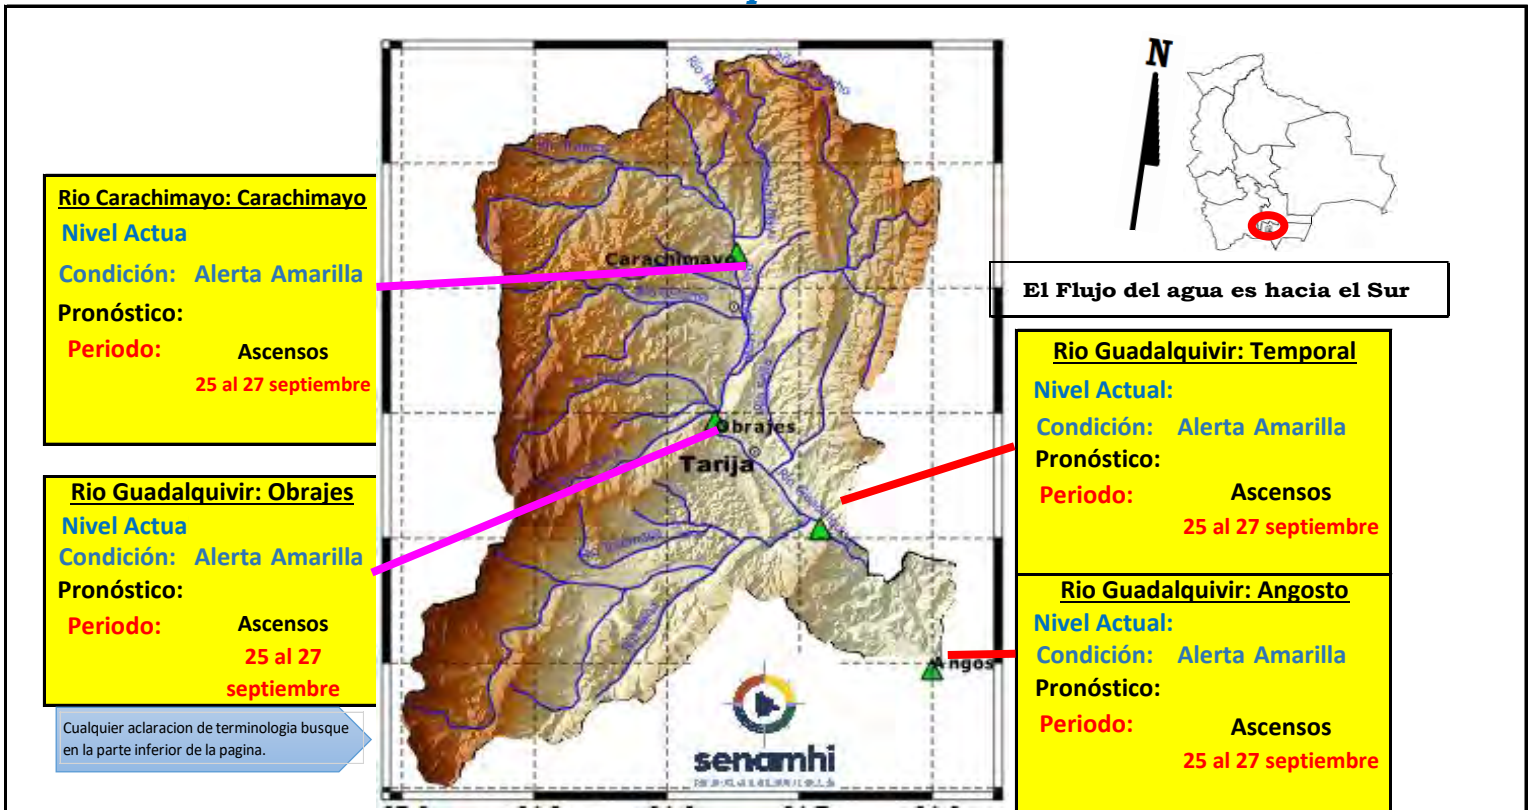 Rio Carachimayo: Carachimayo
Nivel Actua
Condición: Alerta Amarilla
Pronóstico:
Periodo: Ascensos
25 al 27 septiembre
Rio Guadalquivir: Obrajes
Nivel Actua
Condición: Alerta Amarilla
Pronóstico:
Periodo: Ascensos
25 al 27
septiembre
Cualquier aclaracion de terminologia busque
en la parte inferior de la pagina.
Carachimayo
Obrajes
Tarija
Angos
senamhi
N
El Flujo del agua es hacia el Sur
Rio Guadalquivir: Temporal
Nivel Actual:
Condición: Alerta Amarilla
Pronóstico:
Periodo: Ascensos
25 al 27 septiembre
Rio Guadalquivir: Angosto
Nivel Actual:
Condición: Alerta Amarilla
Pronóstico:
Periodo: Ascensos
25 al 27 septiembre